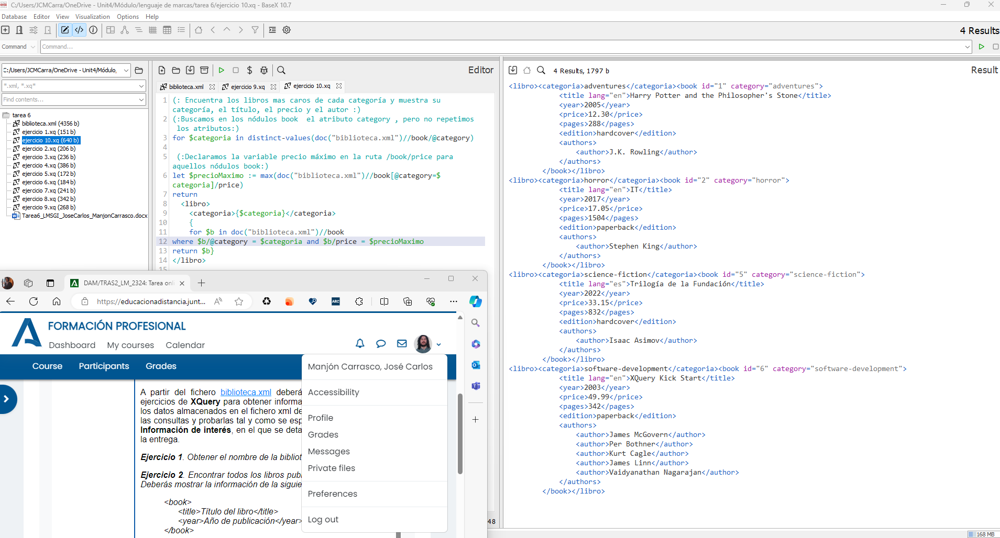 C:/Users/JCMCarra/OneDrive - Unit4/Módulo/lenguaje de marcas/tarea 6/ejercicio 10.xq - BaseX 10.7
Database Editor View Visualization Options Help
4 Results
Command Command...
C:/Users/JCMCarra/OneDrive - Unit4/Módulo,
*.xml, *.xq*
Find contents...
tarea 6
biblioteca.xml (4356 b)
ejercicio 1.xq (151 b)
ejercicio 10.xq (640 b)
ejercicio 2.xq (206 b)
ejercicio 3.xq (236 b)
ejercicio 4.xq (386 b)
ejercicio 5.xq (172 b)
ejercicio 6.xq (184 b)
ejercicio 7.xq (241 b)
ejercicio 8.xq (342 b)
ejercicio 9.xq (268 b)
Tarea6_LMSGI_JoseCarlos_ManjonCarrasco.docx
Editor
biblioteca.xml ejercicio 9.xq ejercicio 10.xq
1 (: Encuentra los libros mas caros de cada categoría y muestra su
categoría, el título, el precio y el autor :)
2 (:Buscamos en los nódulos book  el atributo category , pero no repetimos
los atributos:)
3 for $categoria in distinct-values(doc("biblioteca.xml")//book/@category)
4
5 (:Declaramos la variable precio máximo en la ruta /book/price para
aquellos nódulos book:)
6 let $precioMaximo := max(doc("biblioteca.xml")//book[@category=$
categoria]/price)
7 return
8 <libro>
9 <categoria>{$categoria}</categoria>
10 {
11 for $b in doc("biblioteca.xml")//book
12 where $b/@category = $categoria and $b/price = $precioMaximo
13 return $b}
14 </libro>
15
48
4 Results, 1797 b
Result
<libro><categoria>adventures</categoria><book id="1" category="adventures">
<title lang="en">Harry Potter and the Philosopher's Stone</title>
<year>2005</year>
<price>12.30</price>
<pages>288</pages>
<edition>hardcover</edition>
<authors>
<author>J.K. Rowling</author>
</authors>
</book></libro>
<libro><categoria>horror</categoria><book id="2" category="horror">
<title lang="en">IT</title>
<year>2017</year>
<price>17.05</price>
<pages>1504</pages>
<edition>paperback</edition>
<authors>
<author>Stephen King</author>
</authors>
</book></libro>
<libro><categoria>science-fiction</categoria><book id="5" category="science-fiction">
<title lang="es">Trilogía de la Fundación</title>
<year>2022</year>
<price>33.15</price>
<pages>832</pages>
<edition>hardcover</edition>
<authors>
<author>Isaac Asimov</author>
</authors>
</book></libro>
<libro><categoria>software-development</categoria><book id="6" category="software-development">
<title lang="en">XQuery Kick Start</title>
<year>2003</year>
<price>49.99</price>
<pages>342</pages>
<edition>paperback</edition>
<authors>
<author>James McGovern</author>
<author>Per Bothner</author>
<author>Kurt Cagle</author>
<author>James Linn</author>
<author>Vaidyanathan Nagarajan</author>
</authors>
</book></libro>
168 MB
DAM/TRAS2_LM_2324: Tarea onl
https://educacionadistancia.junt...
ARC
FORMACIÓN PROFESIONAL
Dashboard My courses Calendar
Course Participants Grades
Manjón Carrasco, José Carlos
Accessibility
Profile
Grades
Messages
Private files
Preferences
Log out
A partir del fichero biblioteca.xml deberá
ejercicios de XQuery para obtener informa
los datos almacenados en el fichero xml de
las consultas y probarlas tal y como se esp
Información de interés, en el que se deta
la entrega.
Ejercicio 1. Obtener el nombre de la bibliot
Ejercicio 2. Encontrar todos los libros publ
Deberás mostrar la información de la siguie
<book>
<title>Título del libro</title>
<year>Año de publicación</year>
</book>